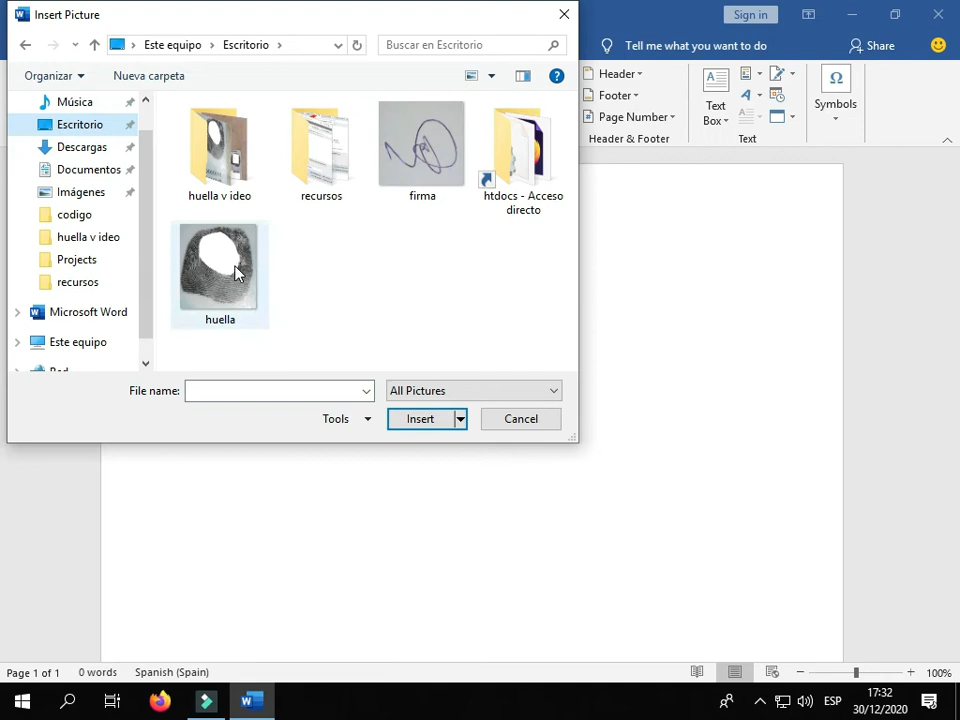 Insert Picture
Sign in
Este equipo
Escritorio
Buscar en Escritorio
Tell me what you want to do
Share
Organizar
Nueva carpeta
Header
Footer
Page Number
Header & Footer
Text
Box
Text
Symbols
Música
Escritorio
Descargas
Documentos
Imágenes
codigo
huella v ideo
Projects
recursos
Microsoft Word
Este equipo
huella v ideo
recursos
firma
htdocs - Acceso
directo
huella
File name:
All Pictures
Tools
Insert
Cancel
Page 1 of 1
0 words
Spanish (Spain)
100%
ESP
17:32
30/12/2020